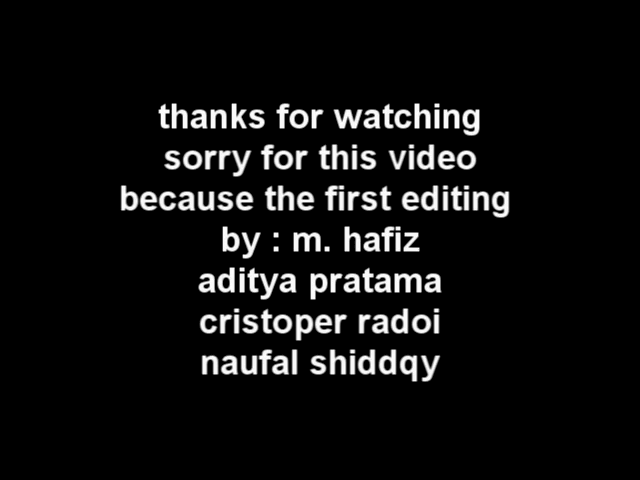 thanks for watching
sorry for this video
because the first editing
by : m. hafiz
aditya pratama
cristoper radoi
naufal shiddqy